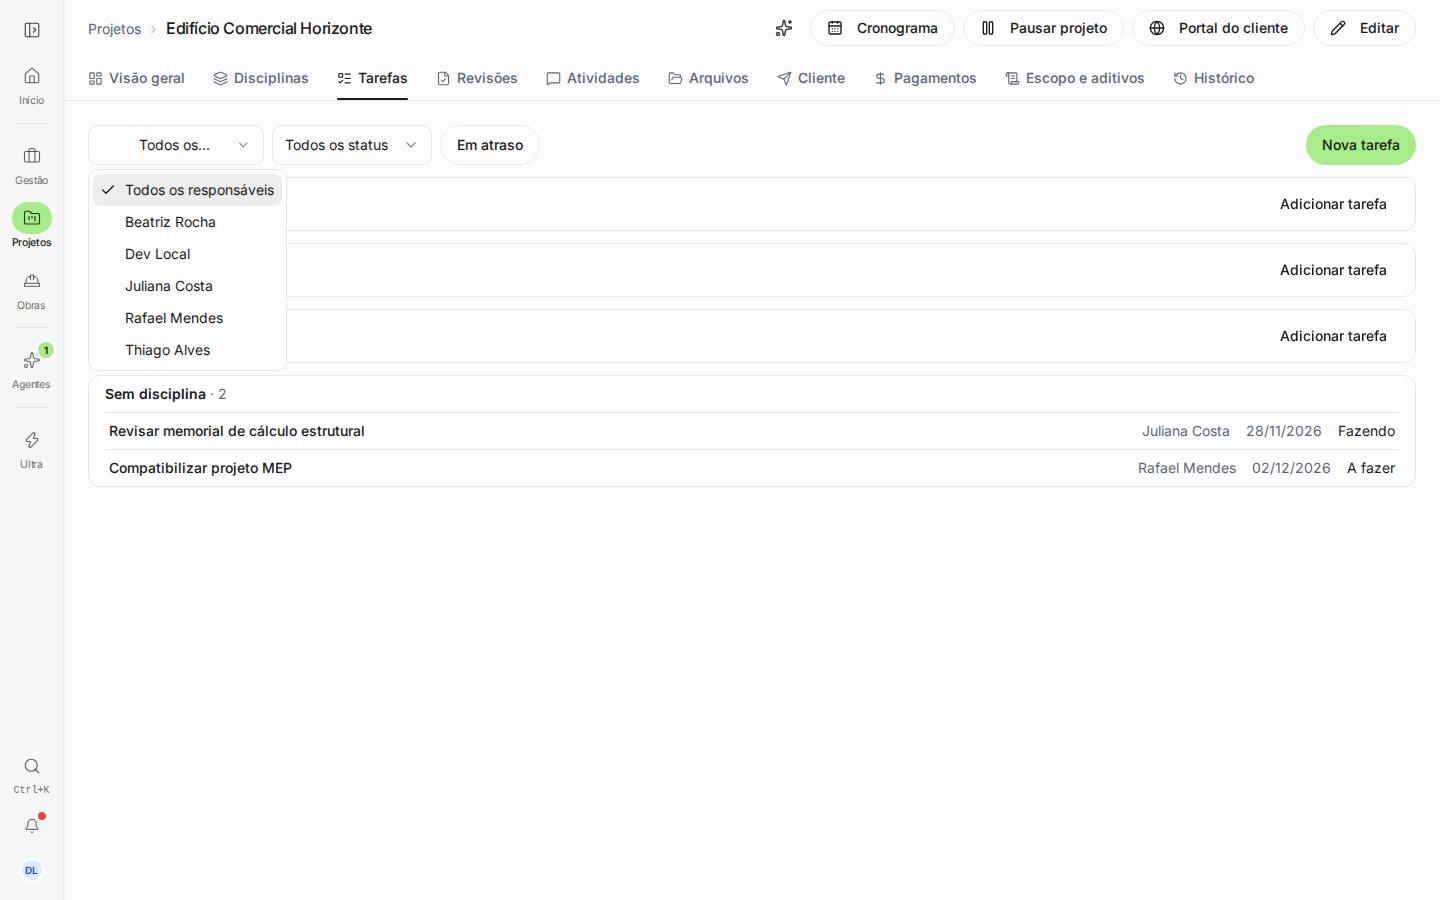 Projetos
Edifício Comercial Horizonte
Cronograma
Pausar projeto
Portal do cliente
Editar
Início
Gestão
Projetos
Obras
1
Agentes
Ultra
Ctrl+K
DL
Visão geral
Disciplinas
Tarefas
Revisões
Atividades
Arquivos
Cliente
Pagamentos
Escopo e aditivos
Histórico
Todos os...
Todos os status
Em atraso
Nova tarefa
Todos os responsáveis
Beatriz Rocha
Dev Local
Juliana Costa
Rafael Mendes
Thiago Alves
Adicionar tarefa
Adicionar tarefa
Adicionar tarefa
Sem disciplina · 2
Revisar memorial de cálculo estrutural Juliana Costa 28/11/2026 Fazendo
Compatibilizar projeto MEP Rafael Mendes 02/12/2026 A fazer